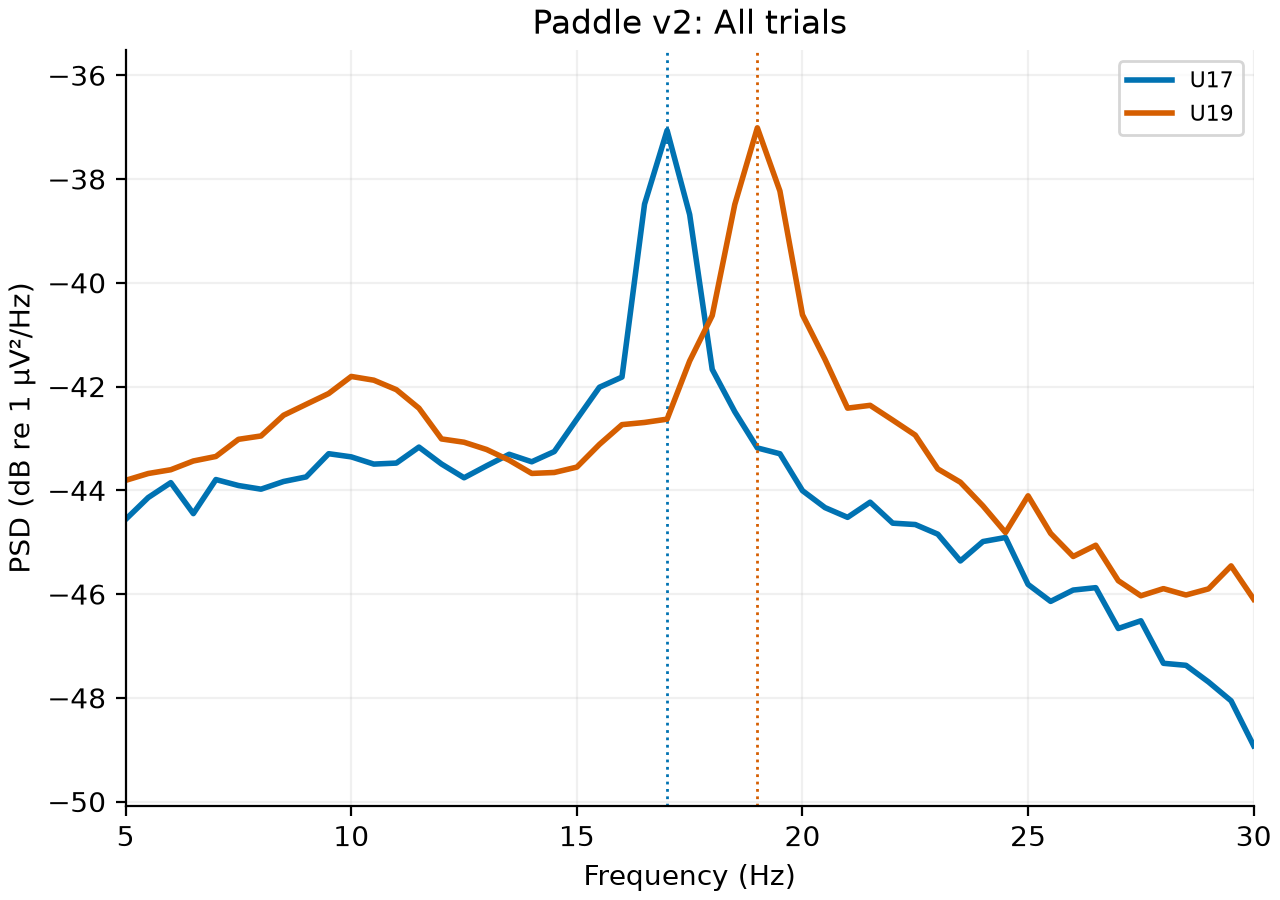 Paddle v2: All trials
U17
U19
PSD (dB re 1 µV²/Hz)
−36
−38
−40
−42
−44
−46
−48
−50
5 10 15 20 25 30
Frequency (Hz)